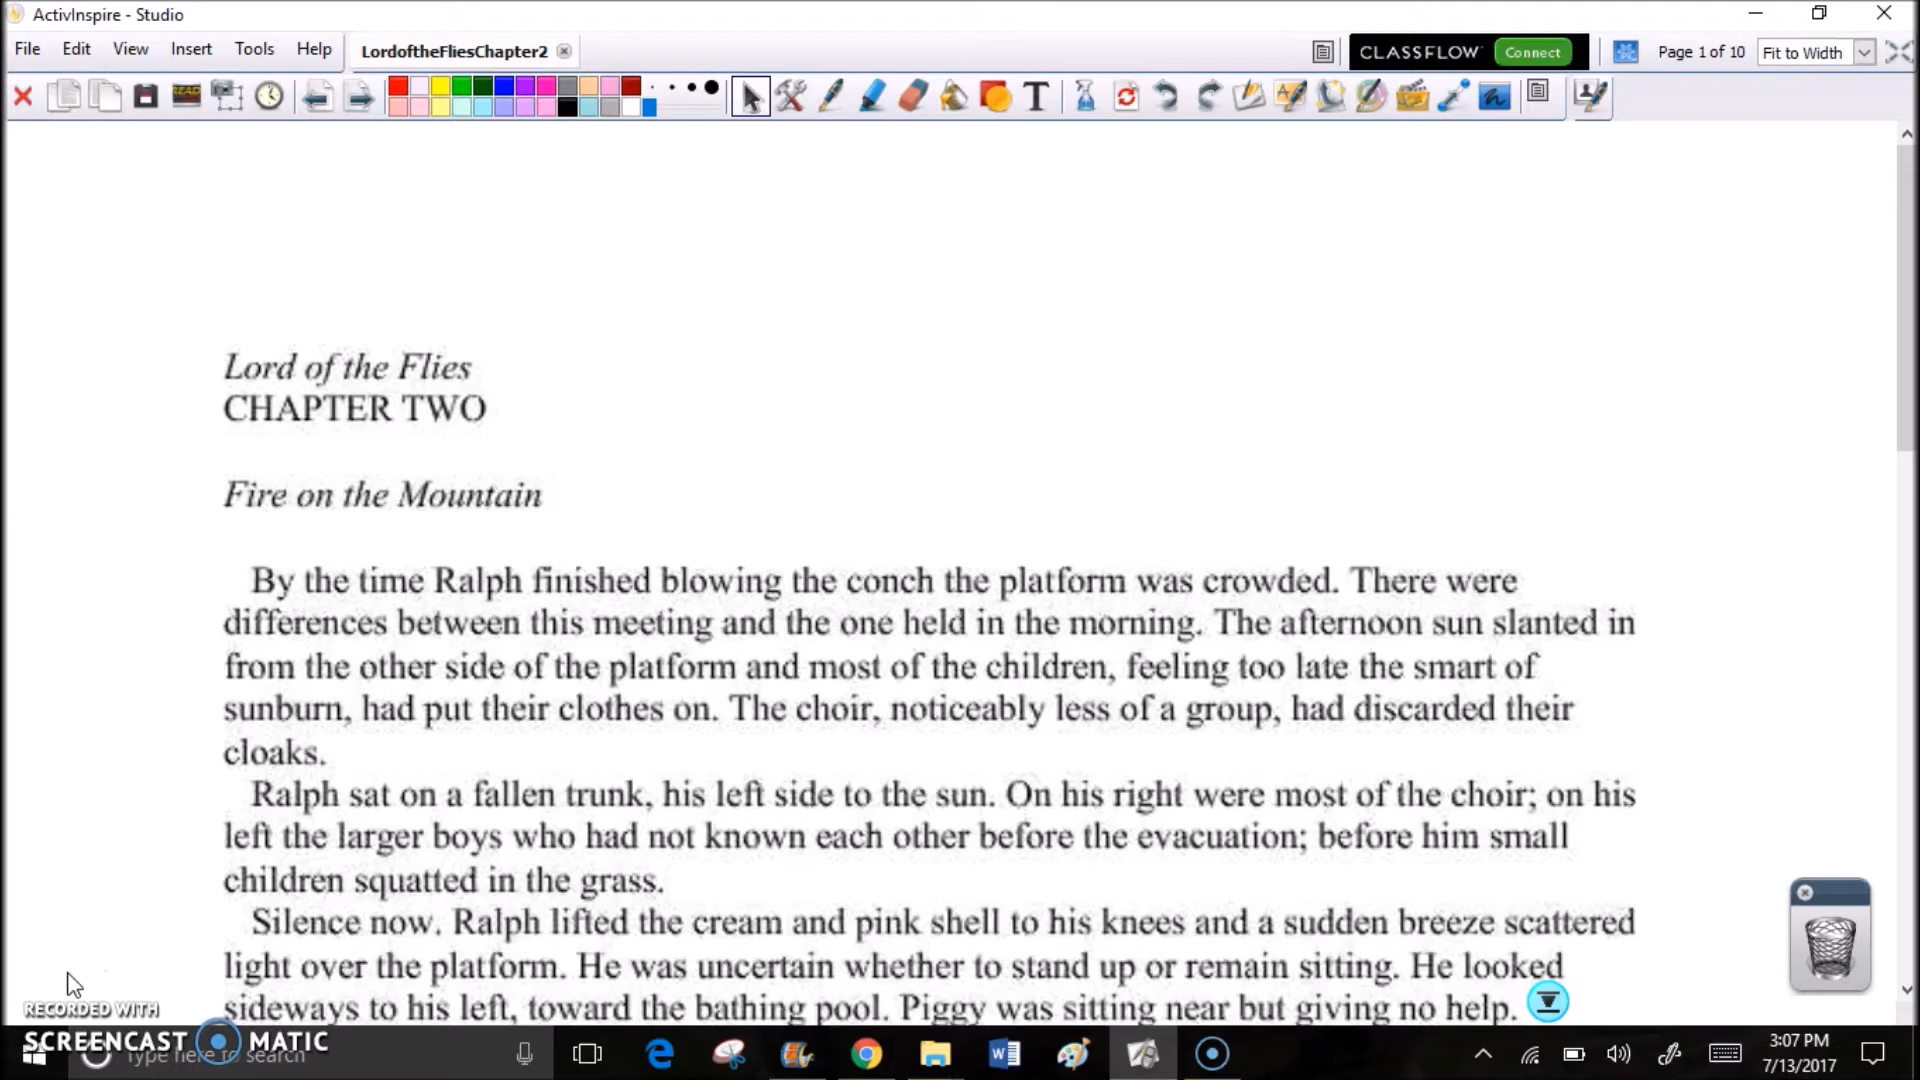 ActivInspire - Studio
File Edit View Insert Tools Help LordoftheFliesChapter2 CLASSFLOW Connect Page 1 of 10 Fit to Width
Lord of the Flies
CHAPTER TWO
Fire on the Mountain
By the time Ralph finished blowing the conch the platform was crowded. There were
differences between this meeting and the one held in the morning. The afternoon sun slanted in
from the other side of the platform and most of the children, feeling too late the smart of
sunburn, had put their clothes on. The choir, noticeably less of a group, had discarded their
cloaks.
Ralph sat on a fallen trunk, his left side to the sun. On his right were most of the choir; on his
left the larger boys who had not known each other before the evacuation; before him small
children squatted in the grass.
Silence now. Ralph lifted the cream and pink shell to his knees and a sudden breeze scattered
light over the platform. He was uncertain whether to stand up or remain sitting. He looked
sideways to his left, toward the bathing pool. Piggy was sitting near but giving no help.
RECORDED WITH
SCREENCAST MATIC
Type here to search
3:07 PM
7/13/2017